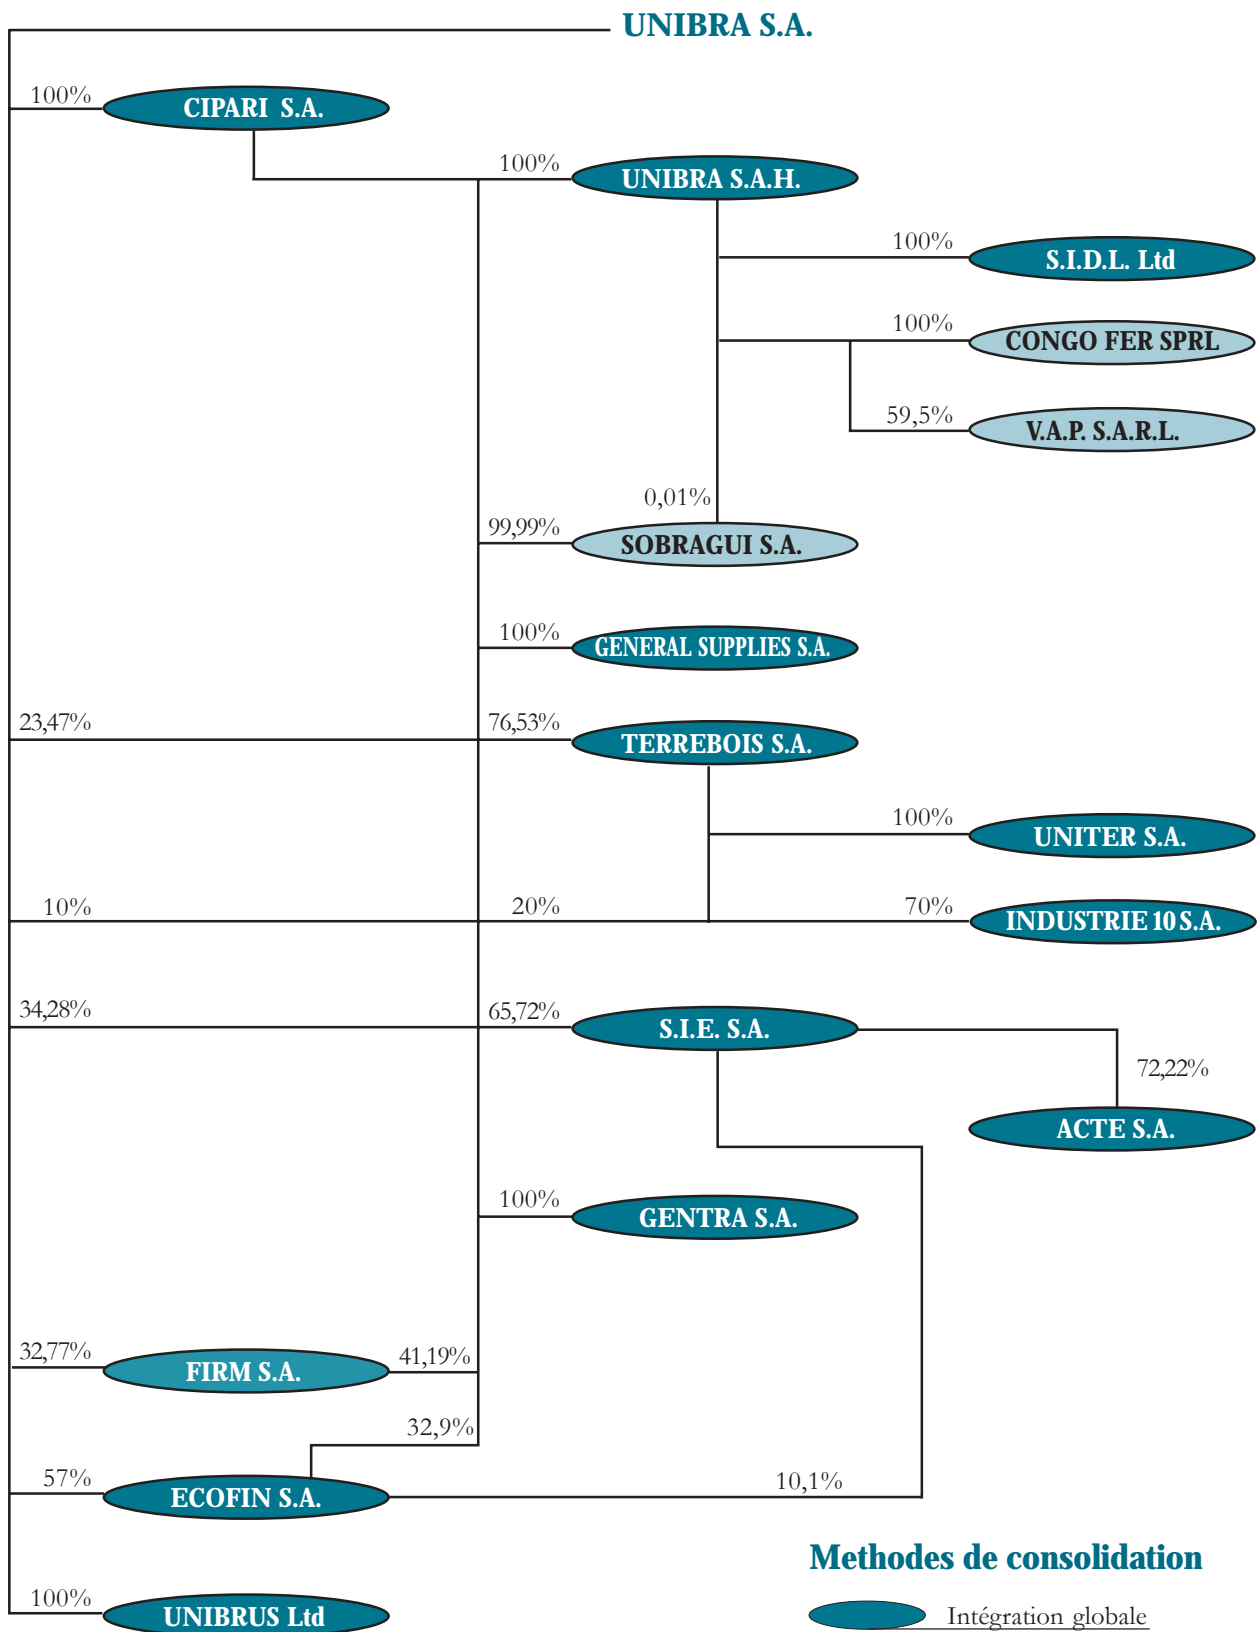 UNIBRA S.A.
100%
CIPARI S.A.
100%
UNIBRA S.A.H.
100%
S.I.D.L. Ltd
100%
CONGO FER SPRL
59,5%
V.A.P. S.A.R.L.
0,01%
99,99%
SOBRAGUI S.A.
100%
GENERAL SUPPLIES S.A.
23,47%
76,53%
TERREBOIS S.A.
100%
UNITER S.A.
10%
20%
70%
INDUSTRIE 10 S.A.
34,28%
65,72%
S.I.E. S.A.
72,22%
ACTE S.A.
100%
GENTRA S.A.
32,77%
FIRM S.A.
41,19%
32,9%
57%
ECOFIN S.A.
10,1%
Methodes de consolidation
100%
UNIBRUS Ltd
Intégration globale